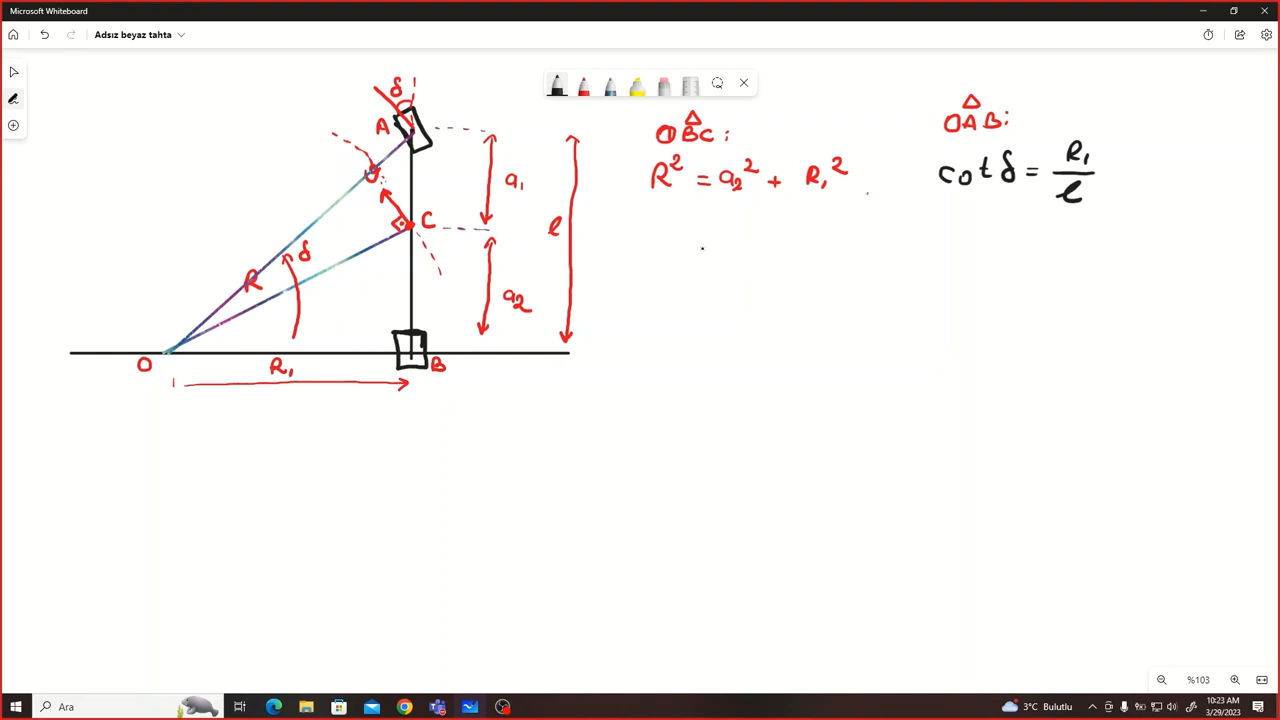 Microsoft Whiteboard
Adsız beyaz tahta
δ
A
a₁
C
υ
δ
R
l
a₂
O
R₁
B
OBC:
R² = a₂² + R₁²
OAB:
cot δ = R₁ / l
%103
Ara
3°C Bulutlu
10:23 AM
3/29/2023